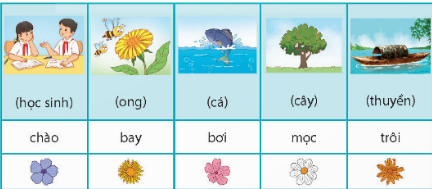 (học sinh) (ong) (cá) (cây) (thuyền)
chào bay bơi mọc trôi